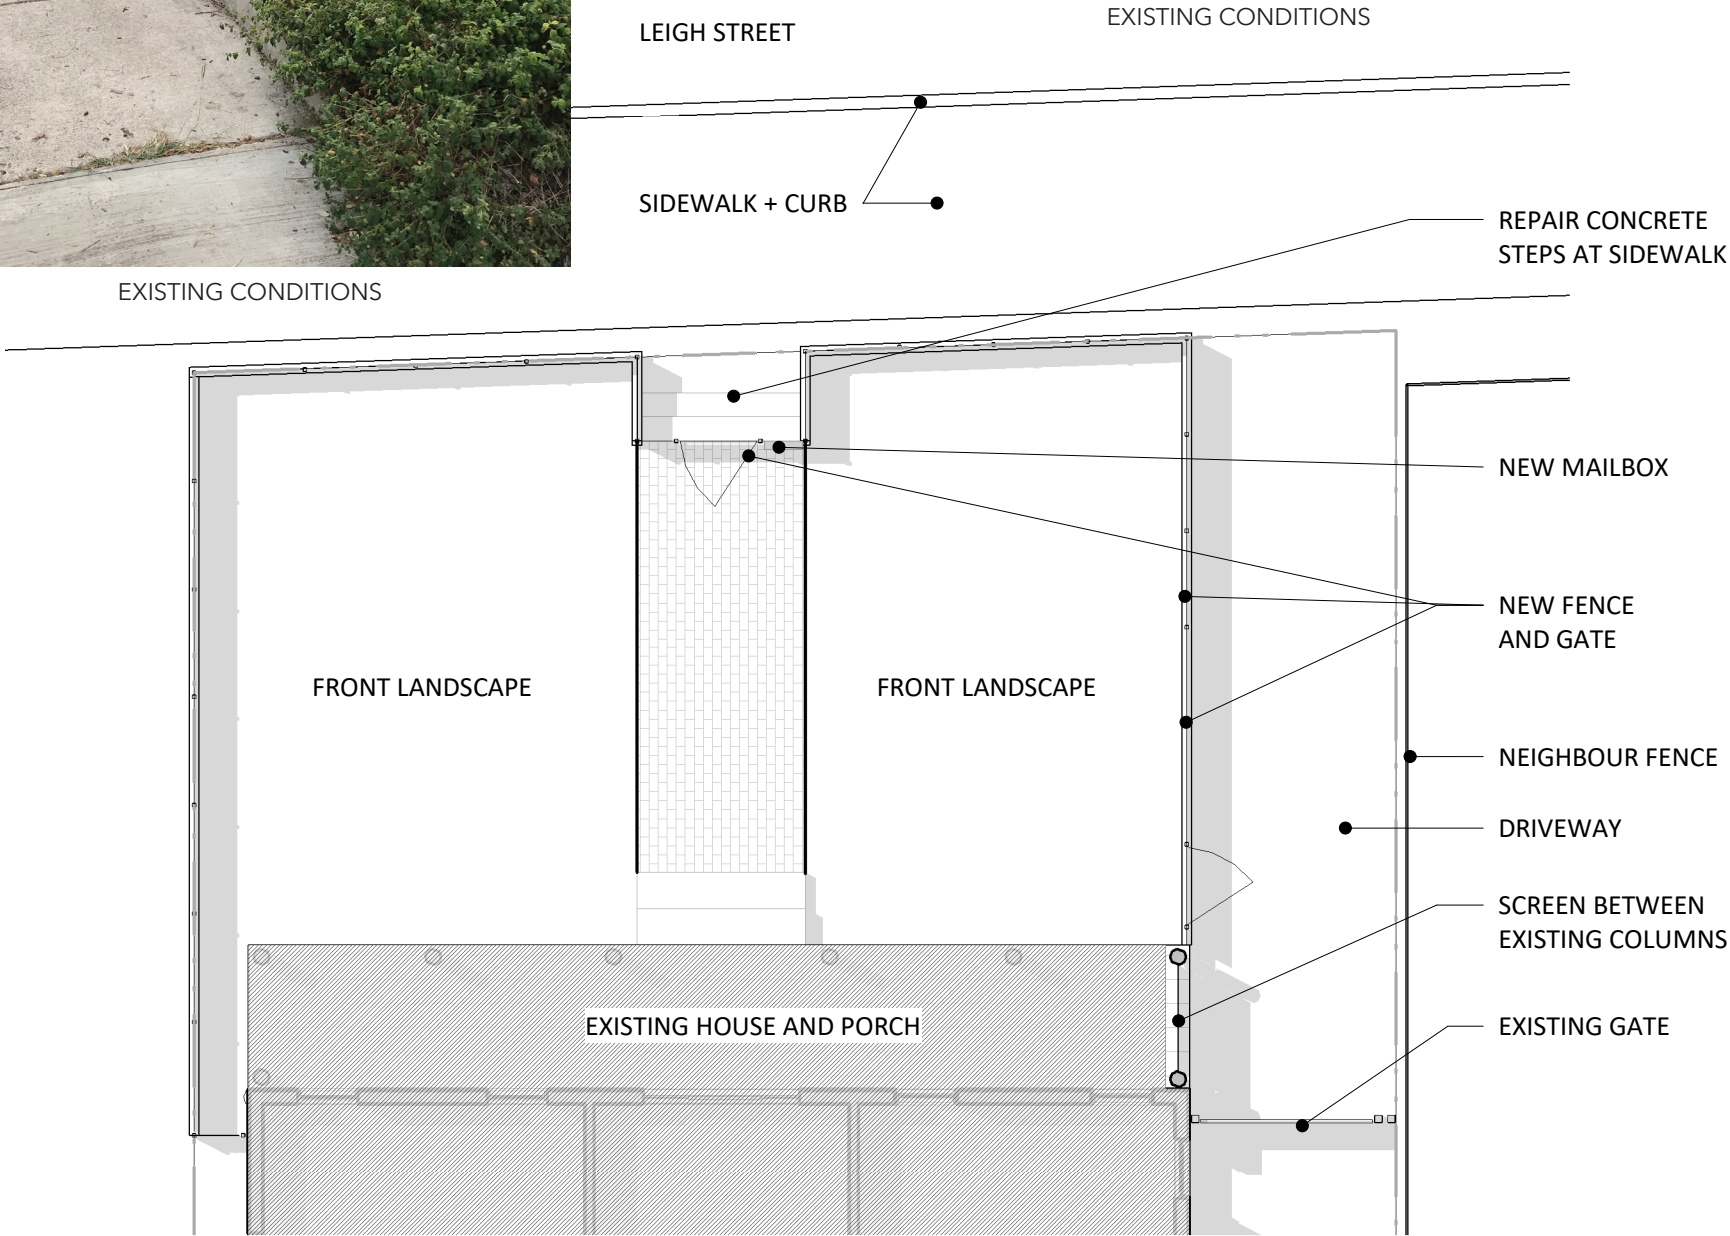 EXISTING CONDITIONS
LEIGH STREET
SIDEWALK + CURB
REPAIR CONCRETE
STEPS AT SIDEWALK
EXISTING CONDITIONS
NEW MAILBOX
NEW FENCE
AND GATE
FRONT LANDSCAPE
FRONT LANDSCAPE
NEIGHBOUR FENCE
DRIVEWAY
SCREEN BETWEEN
EXISTING COLUMNS
EXISTING HOUSE AND PORCH
EXISTING GATE